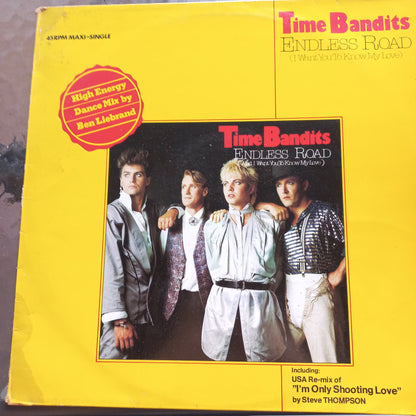 45 RPM MAXI-SINGLE
Time Bandits
ENDLESS ROAD
(I Want You To Know My Love)
High Energy
Dance Mix by
Ben Liebrand
Time Bandits
ENDLESS ROAD
(And I Want You To Know My Love)
Including:
USA Re-mix of
"I'm Only Shooting Love"
by Steve THOMPSON